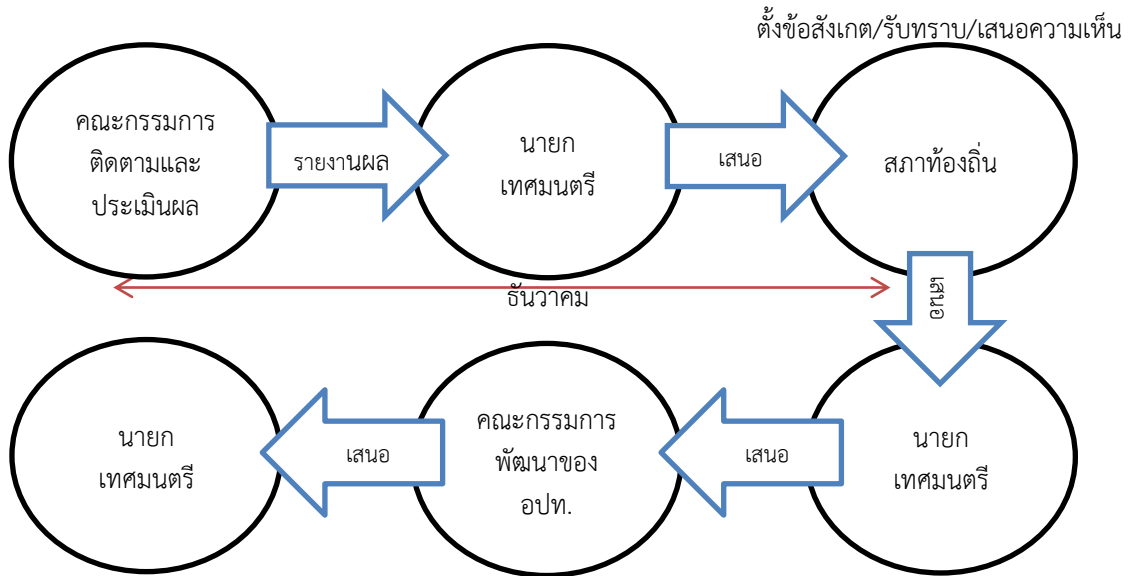 ตั้งข้อสังเกต/รับทราบ/เสนอความเห็น
คณะกรรมการ
ติดตามและ
ประเมินผล
รายงานผล
นายก
เทศมนตรี
เสนอ
สภาท้องถิ่น
ธันวาคม
เสนอ
นายก
เทศมนตรี
เสนอ
คณะกรรมการ
พัฒนาของ
อปท.
เสนอ
นายก
เทศมนตรี